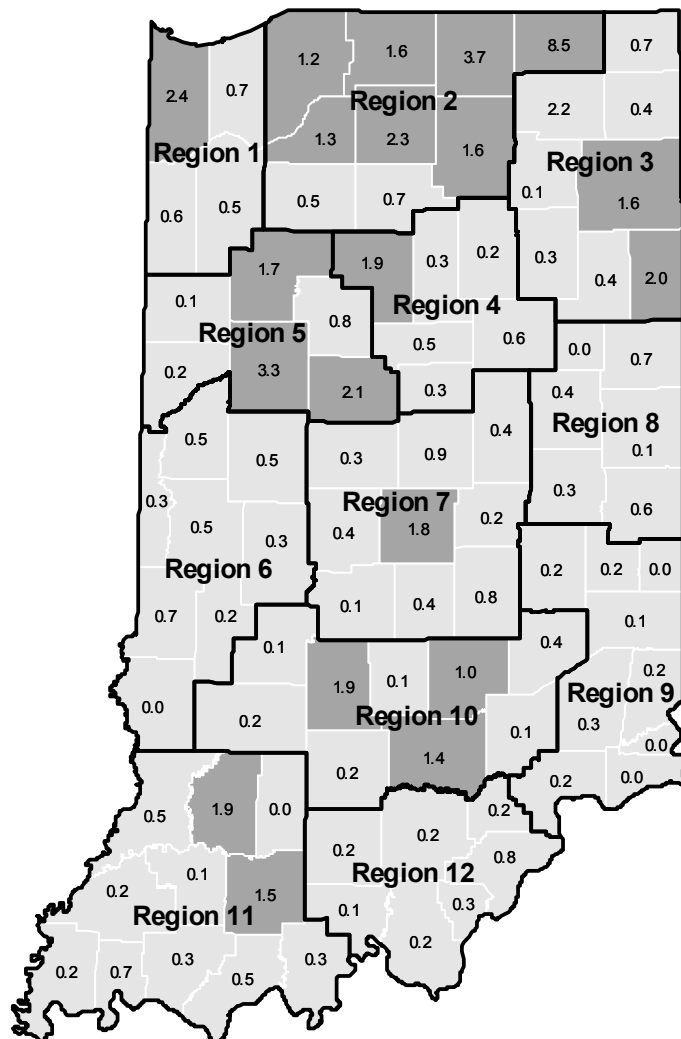 1.2 1.6 3.7 8.5 0.7
2.4 0.7
Region 2
2.2 0.4
1.3 2.3 1.6
Region 1 Region 3
0.6 0.5 0.5 0.7 0.1 1.6
1.7 1.9 0.3 0.2 0.3 0.4 2.0
0.1 Region 4
0.8
Region 5
0.5 0.6 0.0 0.7
0.2 3.3 2.1 0.3 0.4
Region 8
0.5 0.5 0.3 0.9 0.4 0.1
0.3 Region 7 0.3 0.6
0.5 0.3 0.4 1.8 0.2
Region 6 0.2 0.2 0.0
0.7 0.2 0.1 0.4 0.8 0.1
0.1 0.4
1.9 0.1 1.0 0.2
Region 9
0.0 0.2 Region 10 0.3
0.1
1.4 0.0
0.2 0.2 0.0
0.5 1.9 0.0 0.2
0.2 0.2 0.8
Region 12
0.2 0.1 1.5
Region 11 0.1 0.3
0.2
0.2 0.7 0.3 0.5 0.3